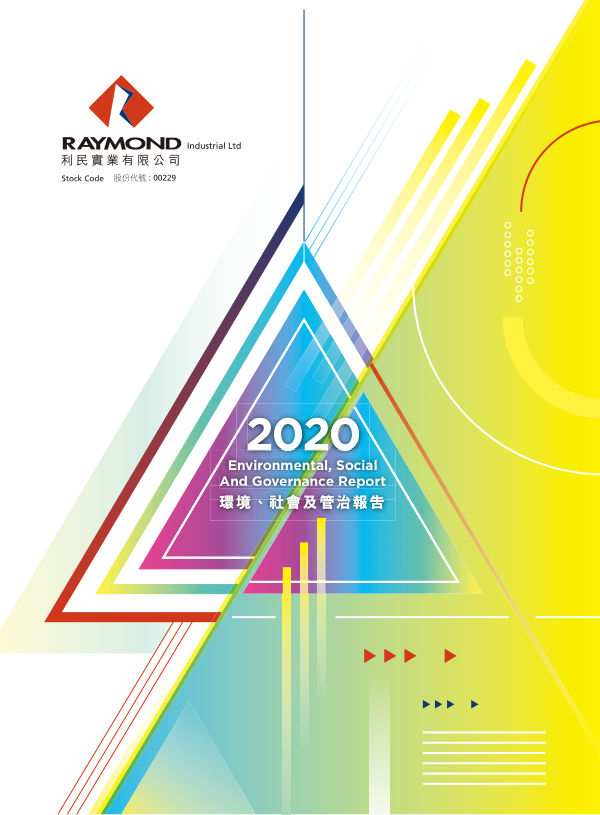 RAYMOND Industrial Ltd
利民實業有限公司
Stock Code 股份代號 : 00229
2020
Environmental, Social
And Governance Report
環境、社會及管治報告